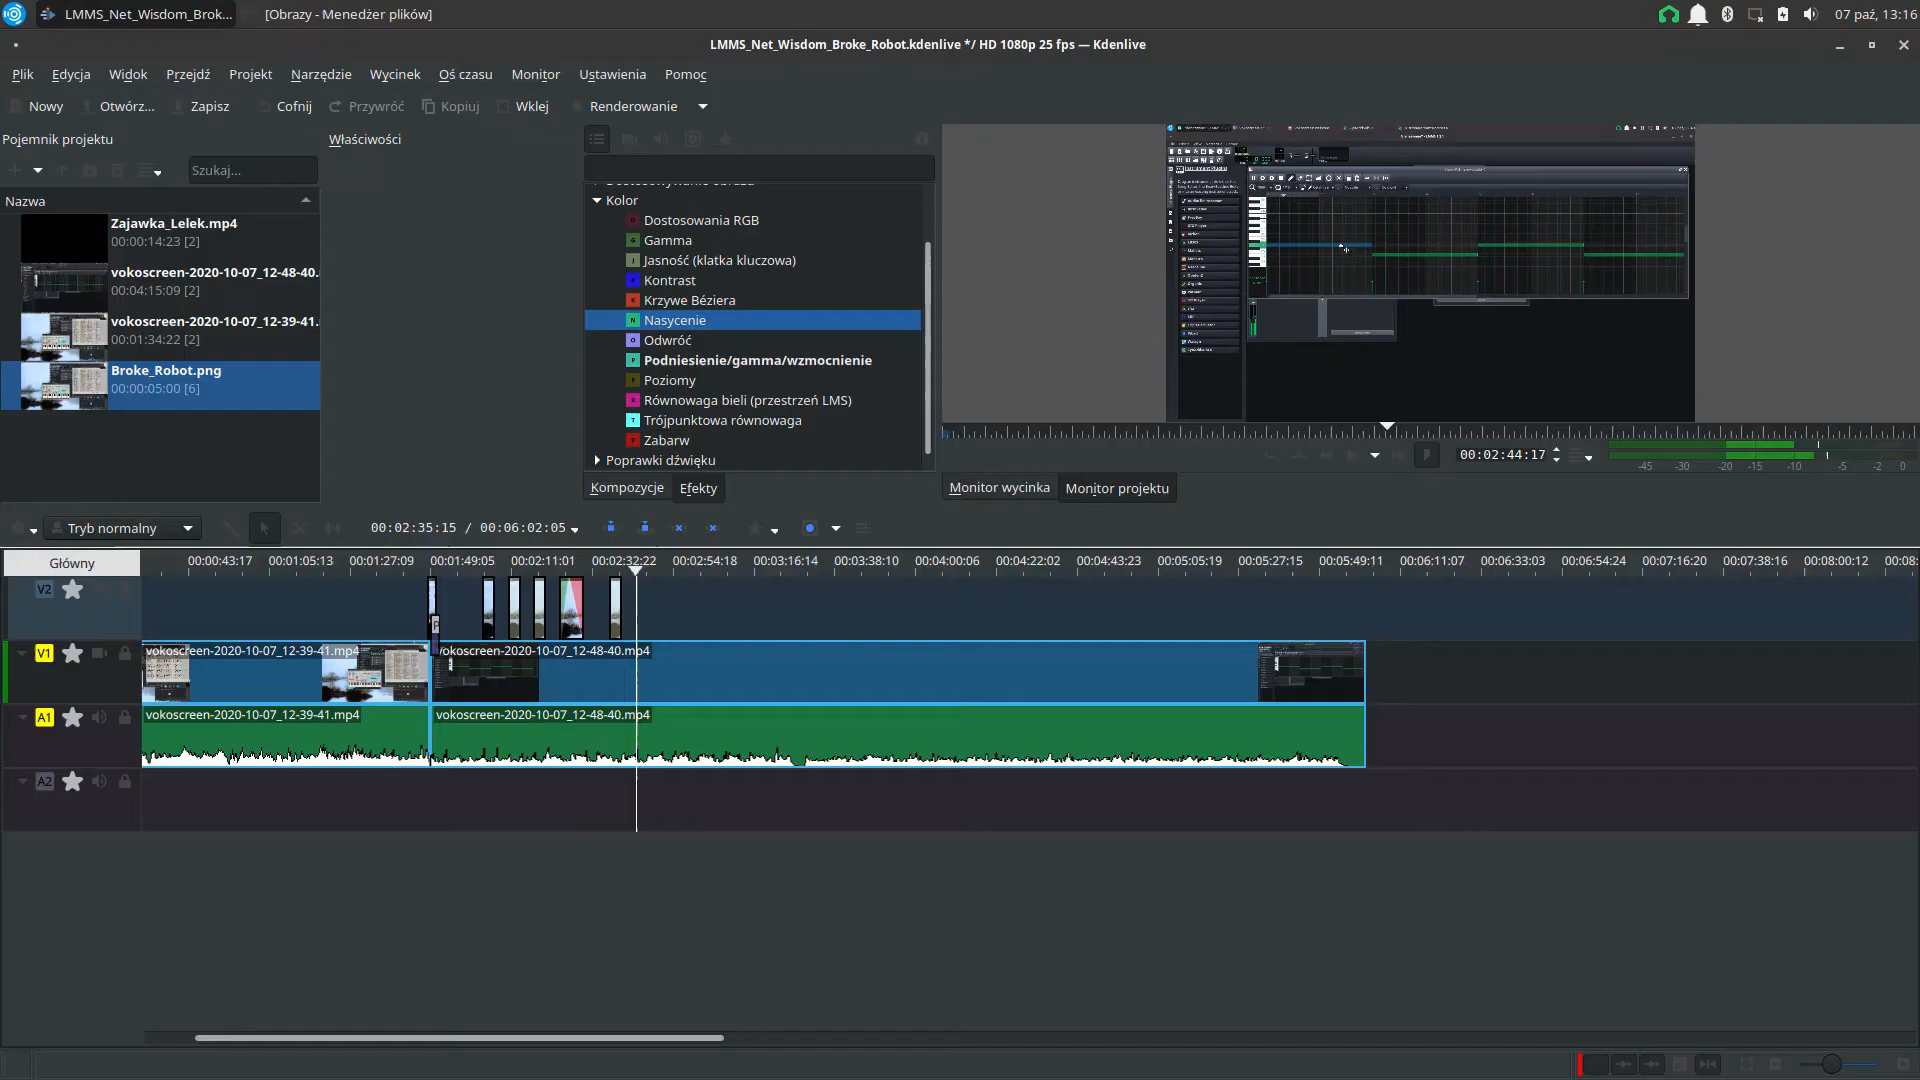 LMMS_Net_Wisdom_Brok...
[Obrazy - Menedżer plików]
07 paź, 13:16
LMMS_Net_Wisdom_Broke_Robot.kdenlive */ HD 1080p 25 fps — Kdenlive
Plik Edycja Widok Przejdź Projekt Narzędzie Wycinek Oś czasu Monitor Ustawienia Pomoc
Nowy Otwórz... Zapisz Cofnij Przywróć Kopiuj Wklej Renderowanie
Pojemnik projektu
Właściwości
Szukaj...
Nazwa
Zajawka_Lelek.mp4
00:00:14:23 [2]
vokoscreen-2020-10-07_12-48-40.
00:04:15:09 [2]
vokoscreen-2020-10-07_12-39-41.
00:01:34:22 [2]
Broke_Robot.png
00:00:05:00 [6]
Kolor
Dostosowania RGB
Gamma
Jasność (klatka kluczowa)
Kontrast
Krzywe Béziera
Nasycenie
Odwróć
Podniesienie/gamma/wzmocnienie
Poziomy
Równowaga bieli (przestrzeń LMS)
Trójpunktowa równowaga
Zabarw
Poprawki dźwięku
Kompozycje Efekty
00:02:44:17
-45 -30 -20 -15 -10 -5 -2 0
Monitor wycinka Monitor projektu
Tryb normalny
00:02:35:15 / 00:06:02:05
Główny
00:00:43:17 00:01:05:13 00:01:27:09 00:01:49:05 00:02:11:01 00:02:32:22 00:02:54:18 00:03:16:14 00:03:38:10 00:04:00:06 00:04:22:02 00:04:43:23 00:05:05:19 00:05:27:15 00:05:49:11 00:06:11:07 00:06:33:03 00:06:54:24 00:07:16:20 00:07:38:16 00:08:00:12 00:08:
V2
V1
vokoscreen-2020-10-07_12-39-41.mp4
vokoscreen-2020-10-07_12-48-40.mp4
A1
vokoscreen-2020-10-07_12-39-41.mp4
vokoscreen-2020-10-07_12-48-40.mp4
A2